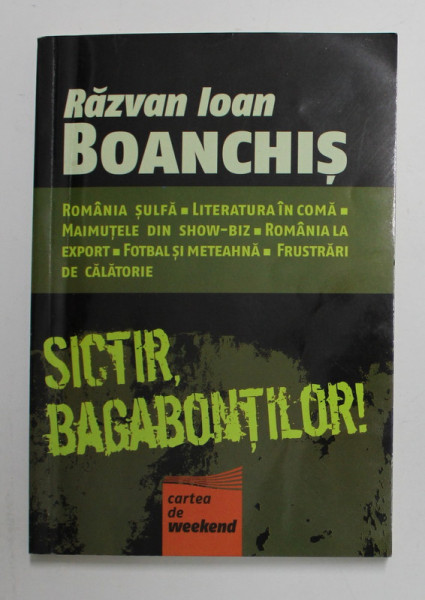 Răzvan Ioan
BOANCHIȘ
ROMÂNIA ȘULFĂ ▪ LITERATURA ÎN COMĂ ▪
MAIMUȚELE DIN SHOW-BIZ ▪ ROMÂNIA LA
EXPORT ▪ FOTBAL ȘI METEAHNĂ ▪ FRUSTRĂRI
DE CĂLĂTORIE
SICTIR,
BAGABONȚILOR!
cartea
de
weekend